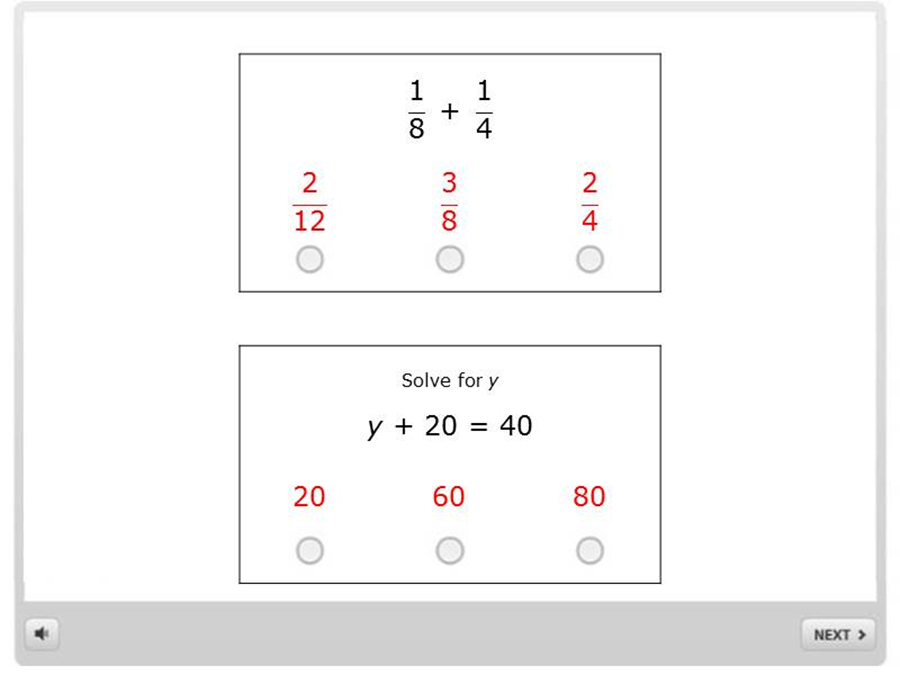 1/8 + 1/4
2/12 3/8 2/4
Solve for y
y + 20 = 40
20 60 80
NEXT >